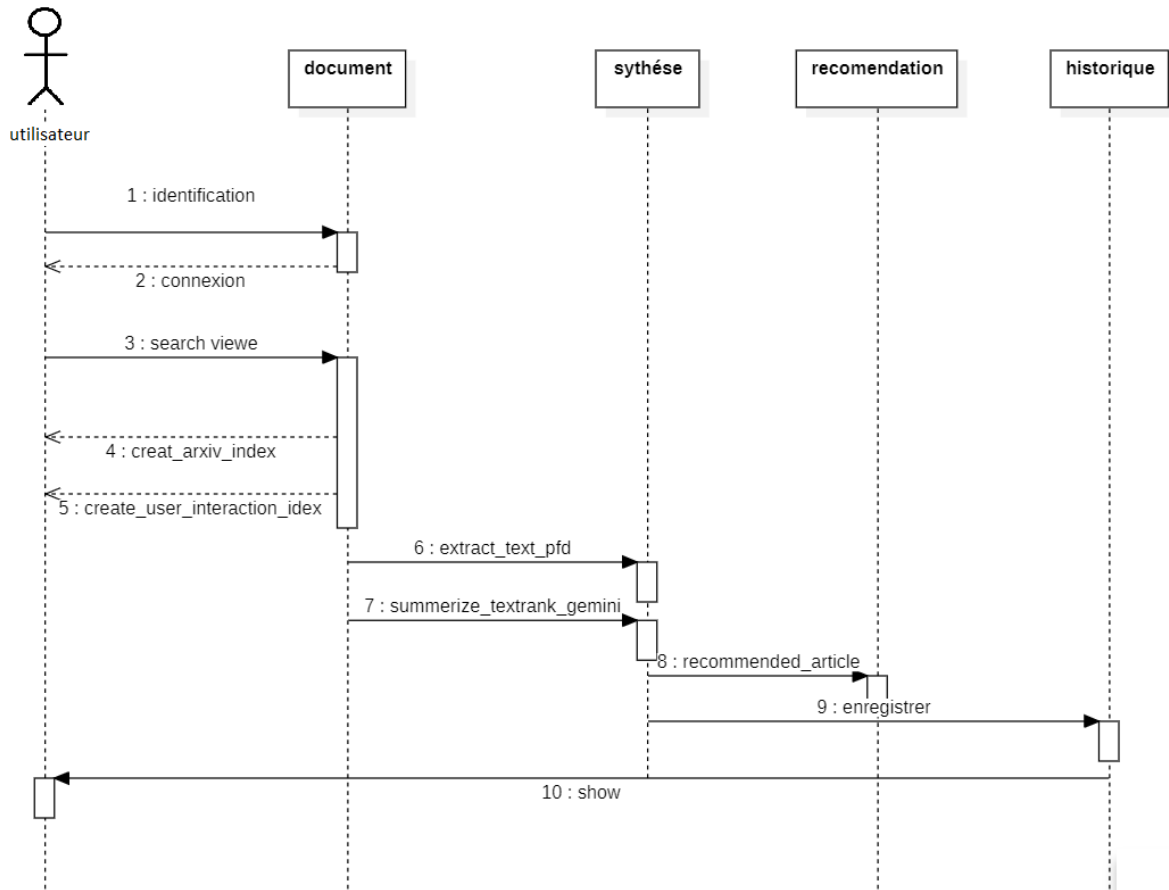 document
sythése
recomendation
historique
utilisateur
1 : identification
2 : connexion
3 : search viewe
4 : creat_arxiv_index
5 : create_user_interaction_idex
6 : extract_text_pfd
7 : summerize_textrank_gemini
8 : recommended_article
9 : enregistrer
10 : show